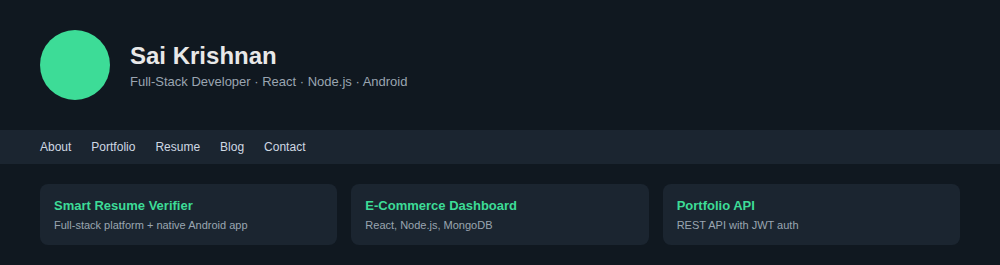 Sai Krishnan
Full-Stack Developer · React · Node.js · Android
About Portfolio Resume Blog Contact
Smart Resume Verifier
Full-stack platform + native Android app
E-Commerce Dashboard
React, Node.js, MongoDB
Portfolio API
REST API with JWT auth